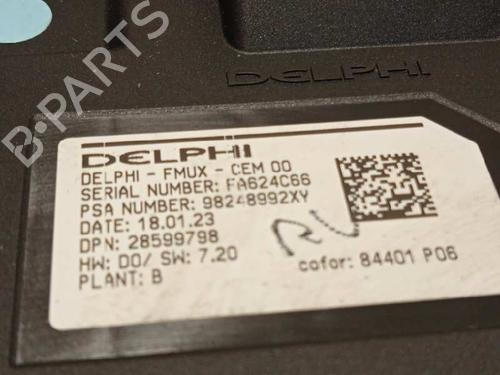 DELPHI
B-PARTS
DELPHI
DELPHI - FMUX - CEM 00
SERIAL NUMBER: FA624C66
PSA NUMBER: 98248992XY
DATE: 18.01.23
DPN: 28599798
HW: D0/ SW: 7.20
PLANT: B
cofor: 84401 P06